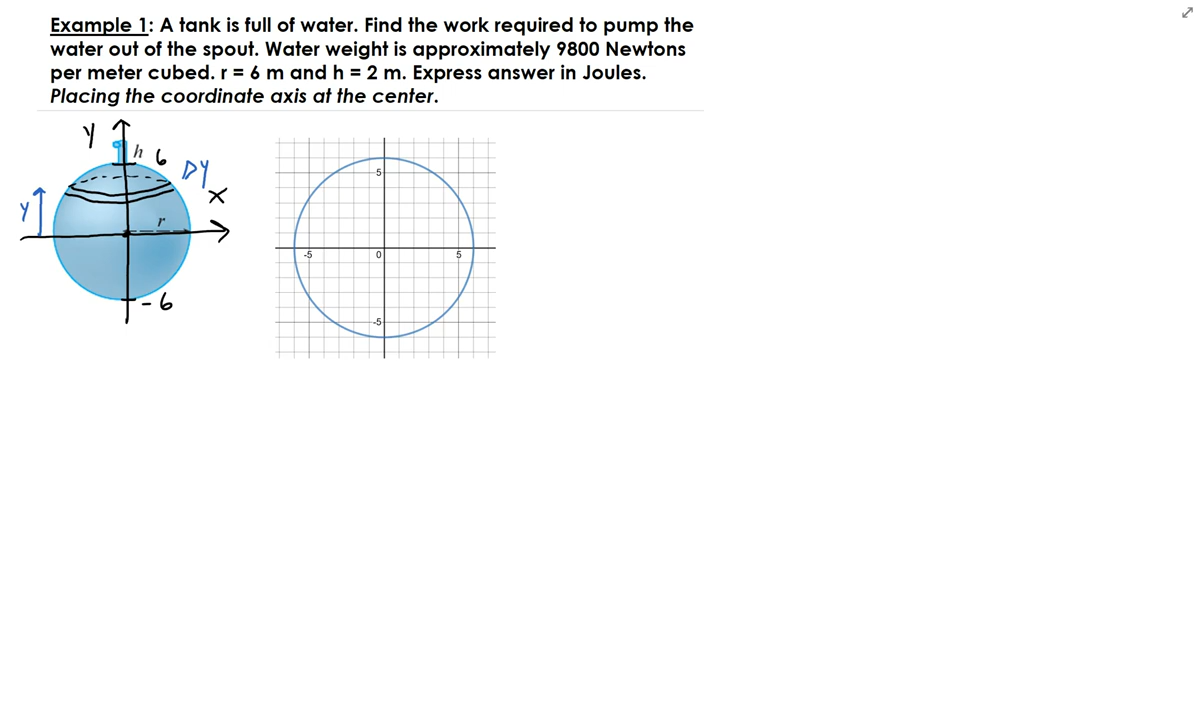 Example 1: A tank is full of water. Find the work required to pump the
water out of the spout. Water weight is approximately 9800 Newtons
per meter cubed. r = 6 m and h = 2 m. Express answer in Joules.
Placing the coordinate axis at the center.
y
h 6
Dy
x
y
r
-6
5
-5 0 5
-5